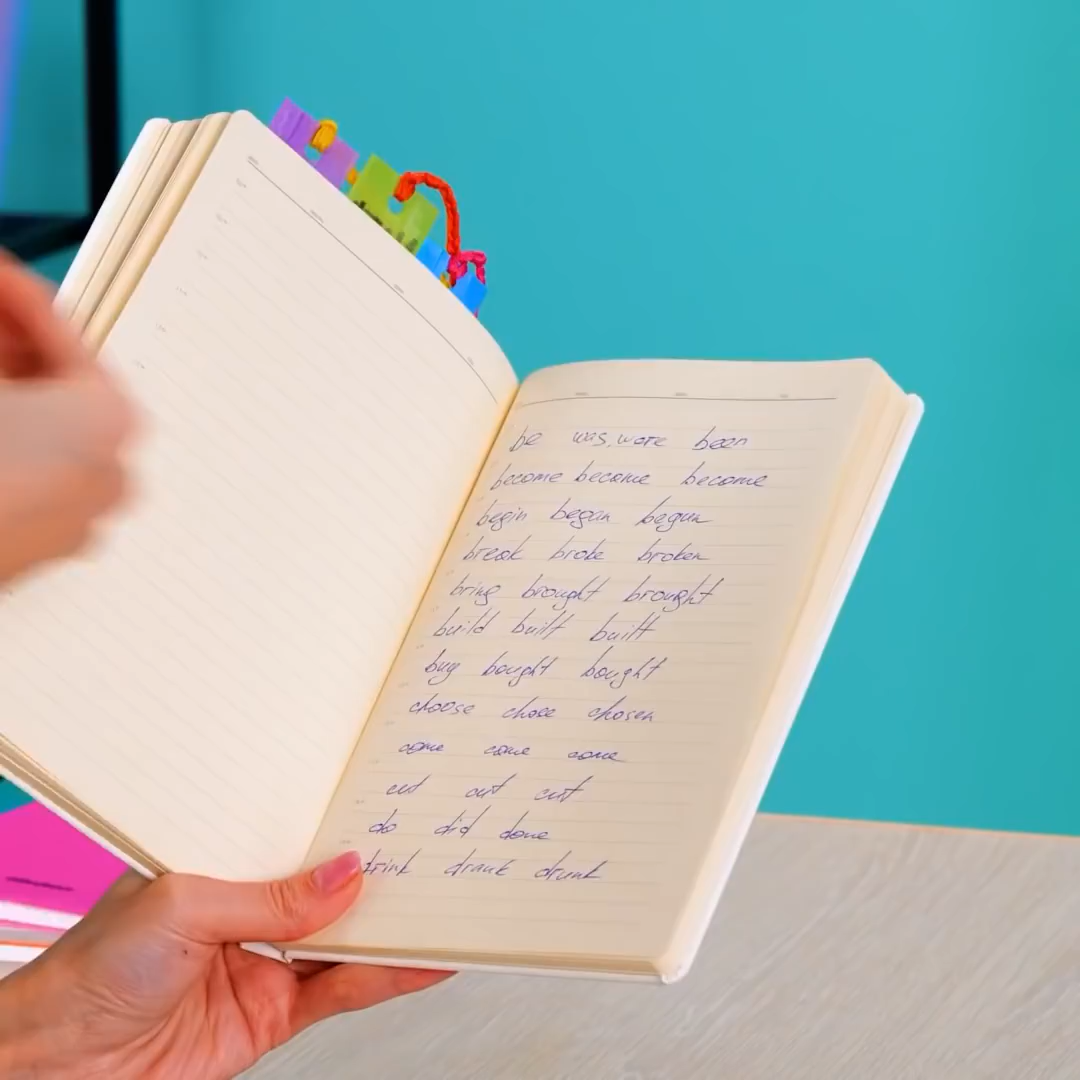 be was, were been
become became become
begin began begun
break broke broken
bring brought brought
build built built
buy bought bought
choose chose chosen
come came come
cut cut cut
do did done
drink drank drunk